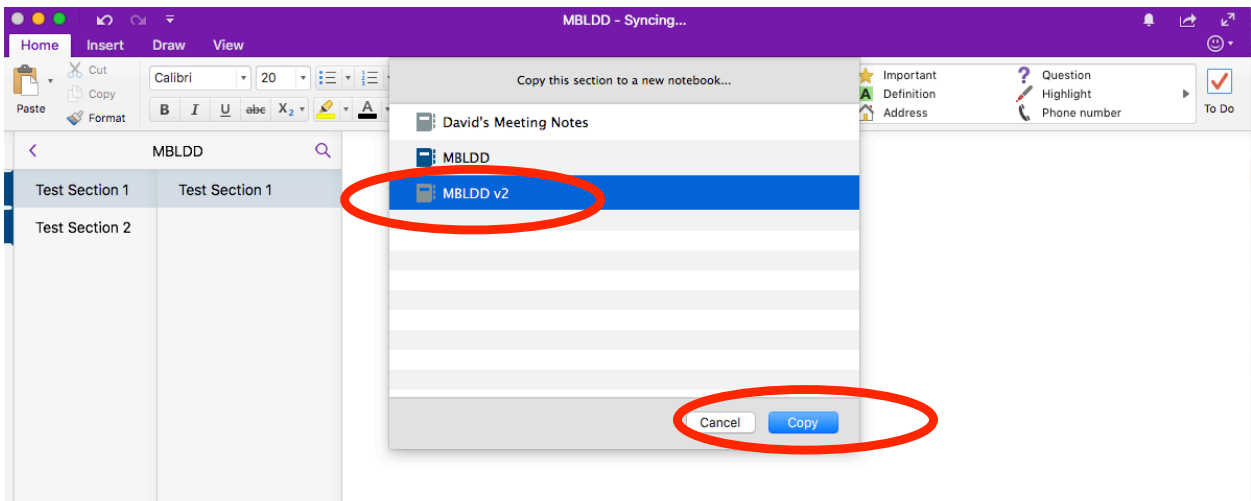 MBLDD - Syncing...
Home Insert Draw View
Paste
Cut
Copy
Format
Calibri 20
B I U abc X2 A
Copy this section to a new notebook...
David's Meeting Notes
MBLDD
MBLDD v2
Cancel Copy
Important
A Definition
Address
? Question
Highlight
Phone number
To Do
MBLDD
Test Section 1
Test Section 2
Test Section 1